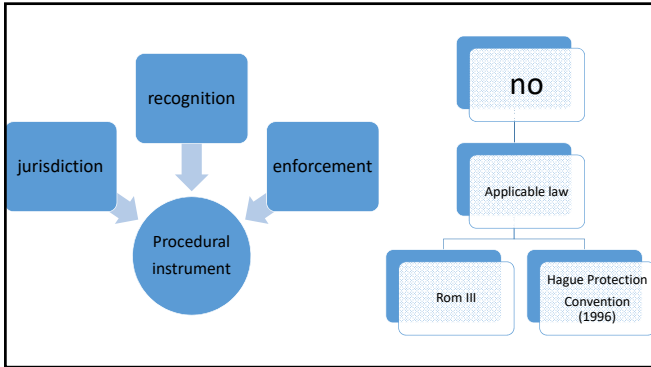 recognition
jurisdiction
enforcement
Procedural
instrument
no
Applicable law
Rom III
Hague Protection
Convention
(1996)